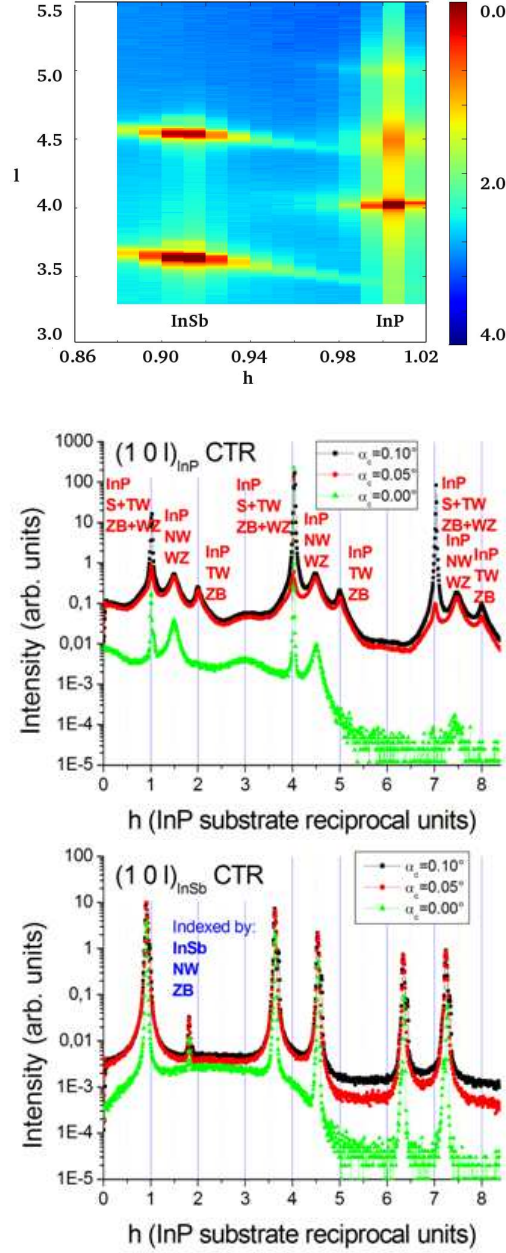 5.5
5.0
4.5
l
4.0
3.5
3.0
0.86 0.90 0.94 0.98 1.02
h
InSb InP
0.0
2.0
4.0
(1 0 l)InP CTR
α꜀=0.10°
α꜀=0.05°
α꜀=0.00°
InP
S+TW
ZB+WZ
InP
NW
WZ
InP
TW
ZB
InP
S+TW
ZB+WZ
InP
NW
WZ
InP
TW
ZB
InP
S+TW
ZB+WZ
InP
NW
WZ
InP
TW
ZB
Intensity (arb. units)
1000
100
10
1
0,1
0,01
1E-3
1E-4
1E-5
0 1 2 3 4 5 6 7 8
h (InP substrate reciprocal units)
(1 0 l)InSb CTR
α꜀=0.10°
α꜀=0.05°
α꜀=0.00°
Indexed by:
InSb
NW
ZB
Intensity (arb. units)
100
10
1
0,1
0,01
1E-3
1E-4
1E-5
0 1 2 3 4 5 6 7 8
h (InP substrate reciprocal units)